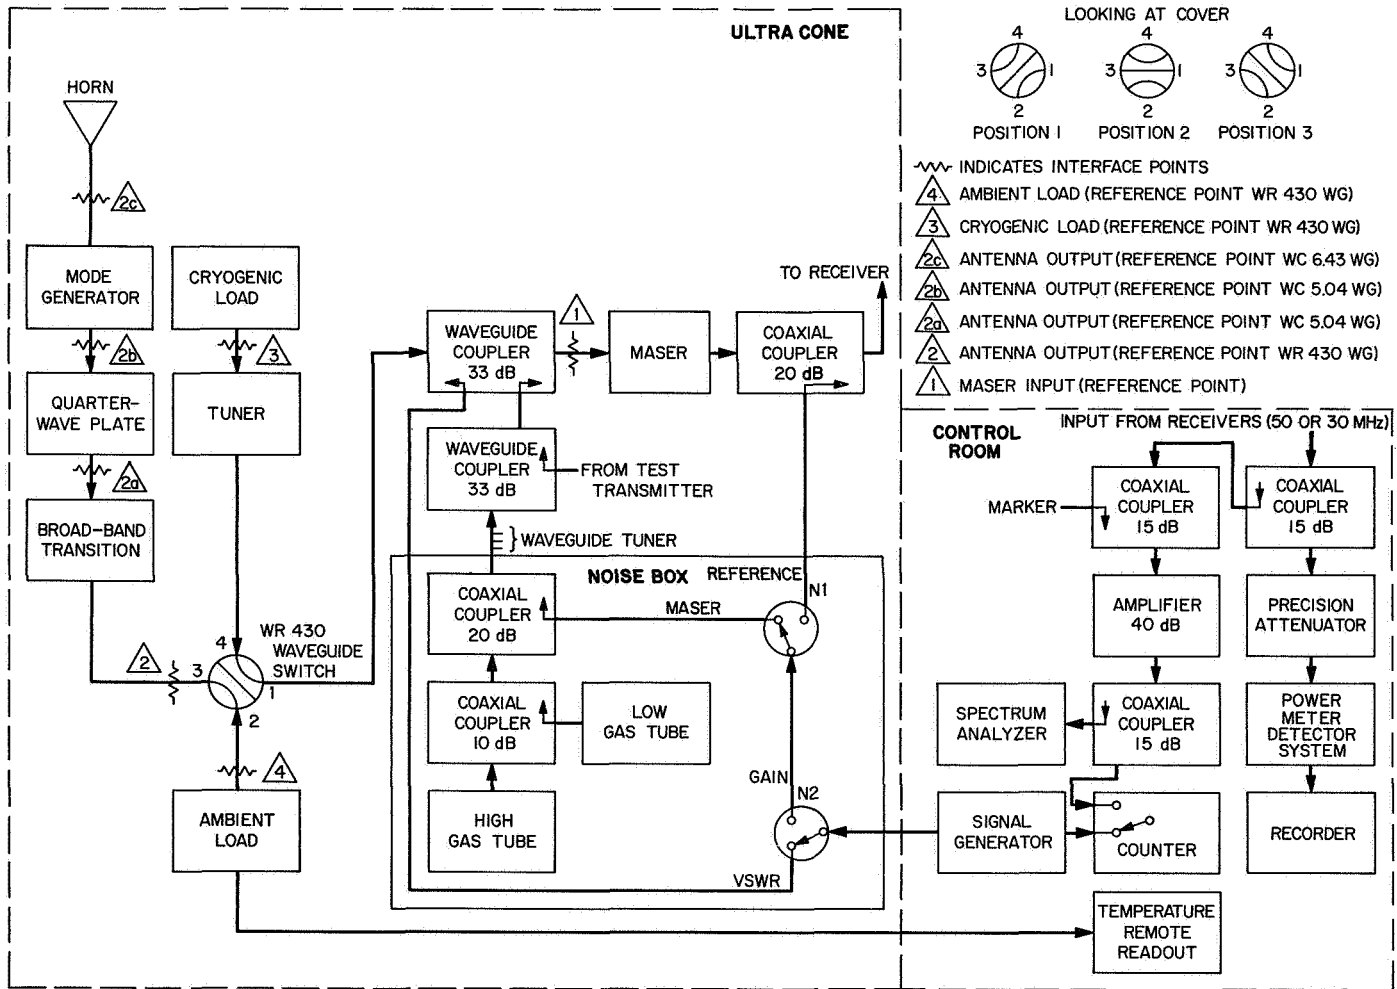 ULTRA CONE
HORN
2c
MODE
GENERATOR
2b
QUARTER-
WAVE PLATE
2a
BROAD-BAND
TRANSITION
CRYOGENIC
LOAD
3
TUNER
2
3
4
1
2
WR 430
WAVEGUIDE
SWITCH
4
AMBIENT
LOAD
WAVEGUIDE
COUPLER
33 dB
1
MASER
COAXIAL
COUPLER
20 dB
TO RECEIVER
WAVEGUIDE
COUPLER
33 dB
FROM TEST
TRANSMITTER
}WAVEGUIDE TUNER
NOISE BOX
REFERENCE
N1
MASER
COAXIAL
COUPLER
20 dB
COAXIAL
COUPLER
10 dB
LOW
GAS TUBE
HIGH
GAS TUBE
GAIN
N2
VSWR
LOOKING AT COVER
4
3
1
2
POSITION 1
4
3
1
2
POSITION 2
4
3
1
2
POSITION 3
INDICATES INTERFACE POINTS
4 AMBIENT LOAD (REFERENCE POINT WR 430 WG)
3 CRYOGENIC LOAD (REFERENCE POINT WR 430 WG)
2c ANTENNA OUTPUT (REFERENCE POINT WC 6.43 WG)
2b ANTENNA OUTPUT (REFERENCE POINT WC 5.04 WG)
2a ANTENNA OUTPUT (REFERENCE POINT WC 5.04 WG)
2 ANTENNA OUTPUT (REFERENCE POINT WR 430 WG)
1 MASER INPUT (REFERENCE POINT)
CONTROL
ROOM
INPUT FROM RECEIVERS (50 OR 30 MHz)
MARKER
COAXIAL
COUPLER
15 dB
COAXIAL
COUPLER
15 dB
AMPLIFIER
40 dB
PRECISION
ATTENUATOR
SPECTRUM
ANALYZER
COAXIAL
COUPLER
15 dB
POWER
METER
DETECTOR
SYSTEM
SIGNAL
GENERATOR
COUNTER
RECORDER
TEMPERATURE
REMOTE
READOUT